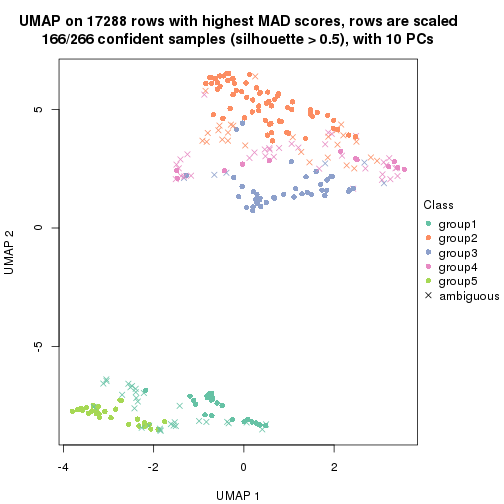 UMAP on 17288 rows with highest MAD scores, rows are scaled
166/266 confident samples (silhouette > 0.5), with 10 PCs
5
0
-5
UMAP 2
-4
-2
0
2
UMAP 1
Class
group1
group2
group3
group4
group5
ambiguous